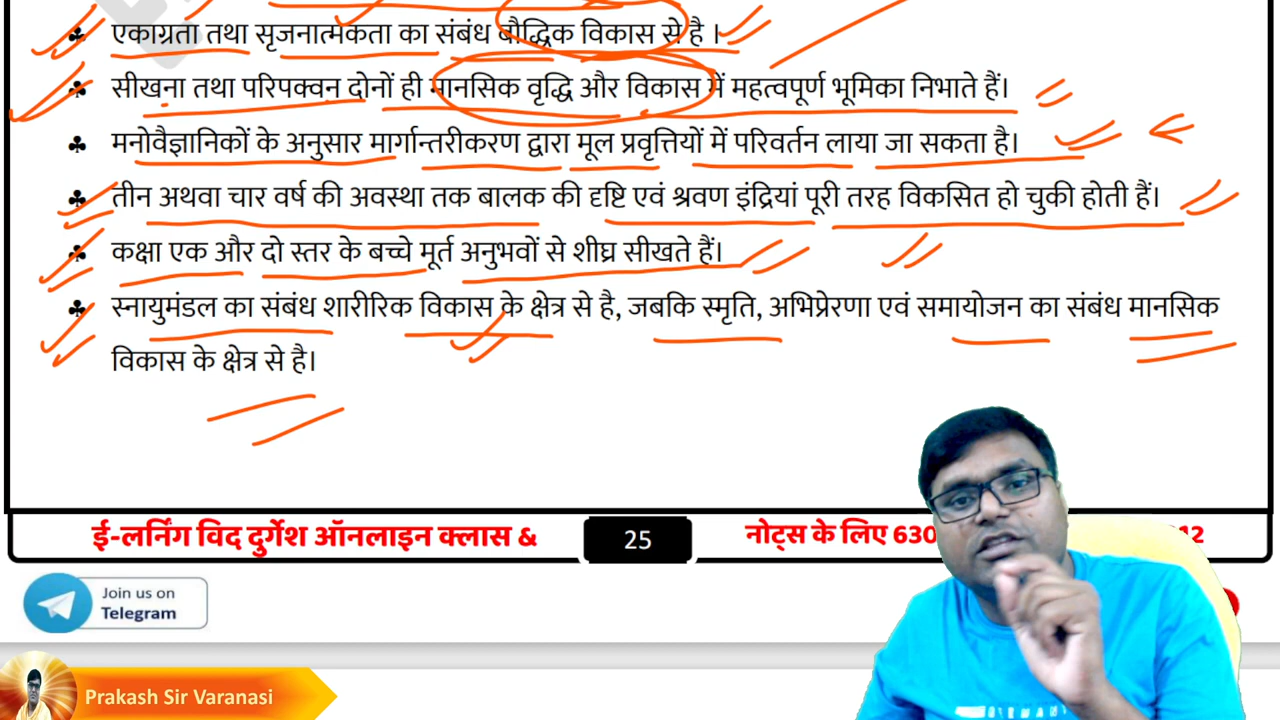 ♣ एकाग्रता तथा सृजनात्मकता का संबंध बौद्धिक विकास से है ।
♣ सीखना तथा परिपक्वन दोनों ही मानसिक वृद्धि और विकास में महत्वपूर्ण भूमिका निभाते हैं।
♣ मनोवैज्ञानिकों के अनुसार मार्गान्तरीकरण द्वारा मूल प्रवृत्तियों में परिवर्तन लाया जा सकता है।
♣ तीन अथवा चार वर्ष की अवस्था तक बालक की दृष्टि एवं श्रवण इंद्रियां पूरी तरह विकसित हो चुकी होती हैं।
♣ कक्षा एक और दो स्तर के बच्चे मूर्त अनुभवों से शीघ्र सीखते हैं।
♣ स्नायुमंडल का संबंध शारीरिक विकास के क्षेत्र से है, जबकि स्मृति, अभिप्रेरणा एवं समायोजन का संबंध मानसिक
विकास के क्षेत्र से है।
ई-लर्निंग विद दुर्गेश ऑनलाइन क्लास &
25
नोट्स के लिए 630
12
Join us on
Telegram
Prakash Sir Varanasi